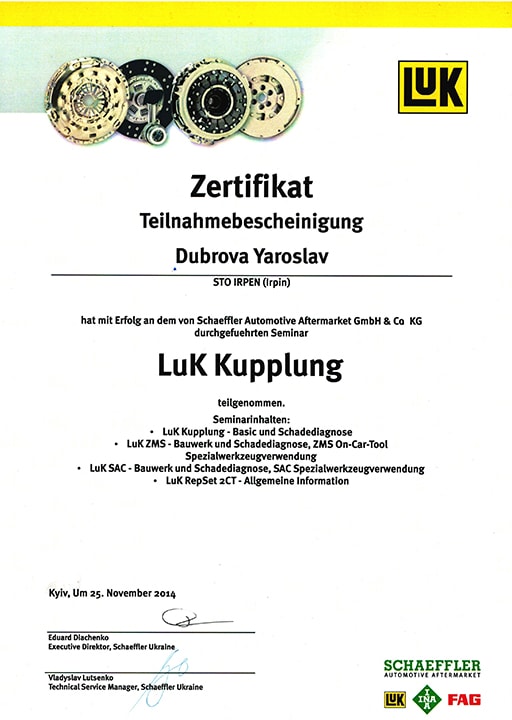 LuK
Zertifikat
Teilnahmebescheinigung
Dubrova Yaroslav
STO IRPEN (Irpin)
hat mit Erfolg an dem von Schaeffler Automotive Aftermarket GmbH & Co KG
durchgefuehrten Seminar
LuK Kupplung
teilgenommen.
Seminarinhalten:
• LuK Kupplung - Basic und Schadediagnose
• LuK ZMS - Bauwerk und Schadediagnose, ZMS On-Car-Tool
Spezialwerkzeugverwendung
• LuK SAC - Bauwerk und Schadediagnose, SAC Spezialwerkzeugverwendung
• LuK RepSet 2CT - Allgemeine Information
Kyiv, Um 25. November 2014
Eduard Diachenko
Executive Direktor, Schaeffler Ukraine
Vladyslav Lutsenko
Technical Service Manager, Schaeffler Ukraine
SCHAEFFLER
AUTOMOTIVE AFTERMARKET
LuK INA FAG